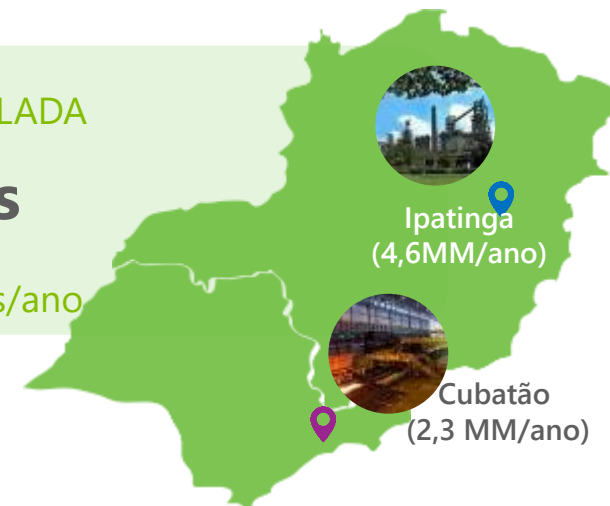 LADA
s
s/ano
Ipatinga
(4,6MM/ano)
Cubatão
(2,3 MM/ano)